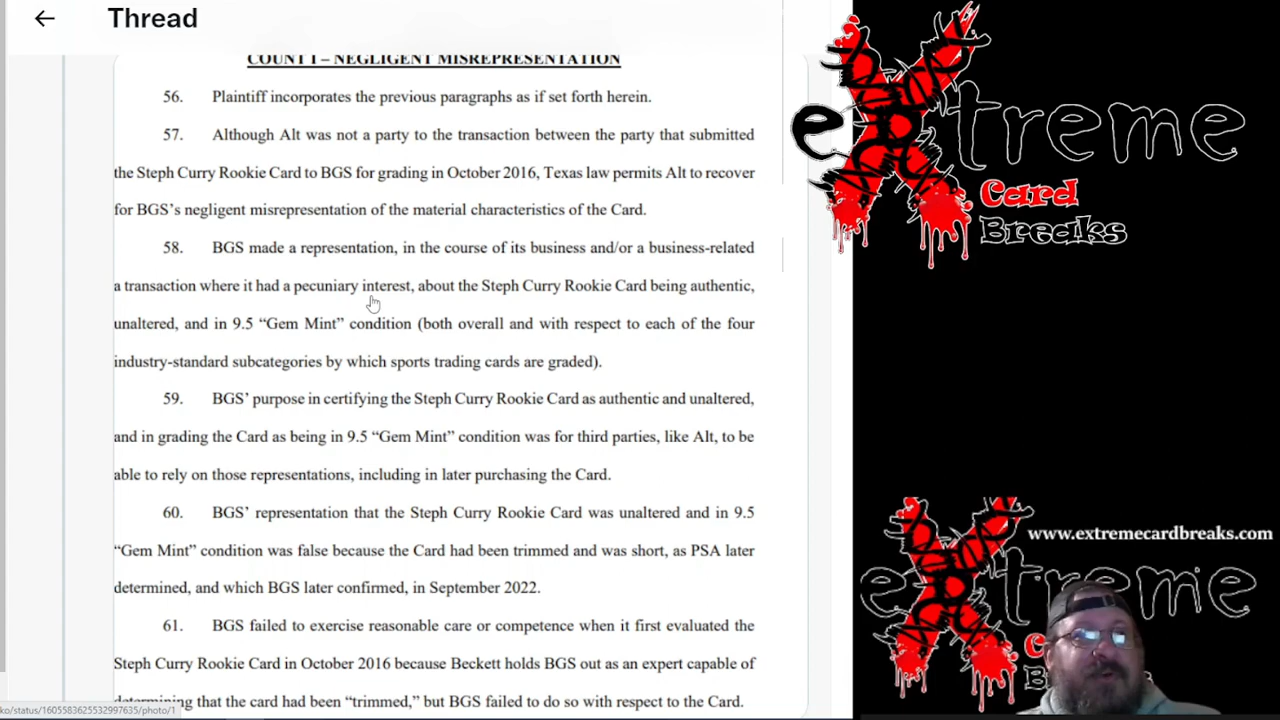 Thread
COUNT I – NEGLIGENT MISREPRESENTATION
56. Plaintiff incorporates the previous paragraphs as if set forth herein.
57. Although Alt was not a party to the transaction between the party that submitted
the Steph Curry Rookie Card to BGS for grading in October 2016, Texas law permits Alt to recover
for BGS’s negligent misrepresentation of the material characteristics of the Card.
58. BGS made a representation, in the course of its business and/or a business-related
a transaction where it had a pecuniary interest, about the Steph Curry Rookie Card being authentic,
unaltered, and in 9.5 “Gem Mint” condition (both overall and with respect to each of the four
industry-standard subcategories by which sports trading cards are graded).
59. BGS’ purpose in certifying the Steph Curry Rookie Card as authentic and unaltered,
and in grading the Card as being in 9.5 “Gem Mint” condition was for third parties, like Alt, to be
able to rely on those representations, including in later purchasing the Card.
60. BGS’ representation that the Steph Curry Rookie Card was unaltered and in 9.5
“Gem Mint” condition was false because the Card had been trimmed and was short, as PSA later
determined, and which BGS later confirmed, in September 2022.
61. BGS failed to exercise reasonable care or competence when it first evaluated the
Steph Curry Rookie Card in October 2016 because Beckett holds BGS out as an expert capable of
determining that the card had been “trimmed,” but BGS failed to do so with respect to the Card.
ko/status/1605583625532997635/photo/1
eXtreme
Card
Breaks
www.extremecardbreaks.com
eXtreme